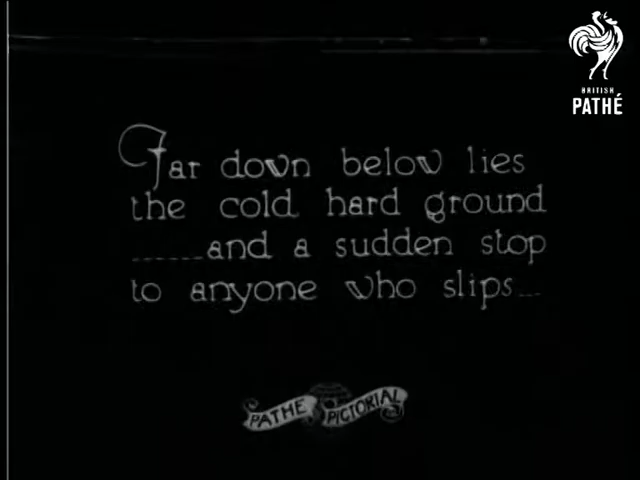 BRITISH
PATHÉ
Far down below lies
the cold hard ground
......and a sudden stop
to anyone who slips...
PATHE PICTORIAL